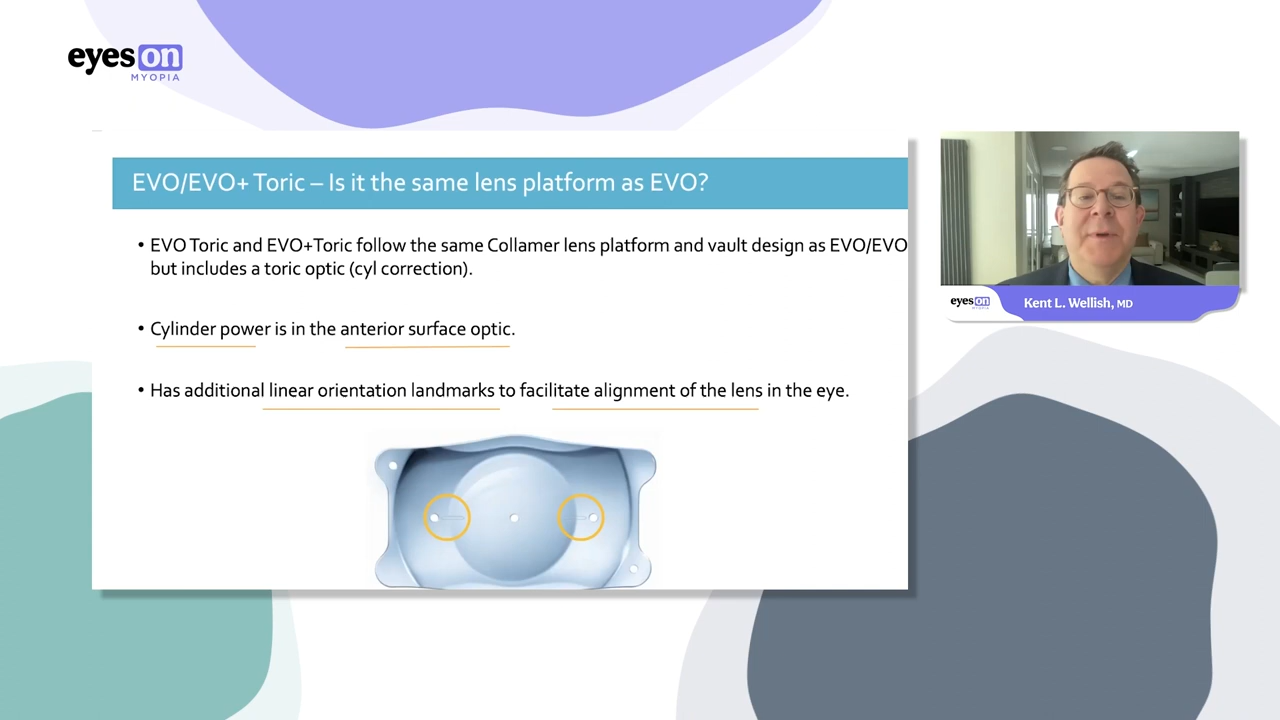 eyes on
MYOPIA
EVO/EVO+ Toric – Is it the same lens platform as EVO?
• EVO Toric and EVO+Toric follow the same Collamer lens platform and vault design as EVO/EVO
but includes a toric optic (cyl correction).
• Cylinder power is in the anterior surface optic.
• Has additional linear orientation landmarks to facilitate alignment of the lens in the eye.
eyes on
MYOPIA
Kent L. Wellish, MD